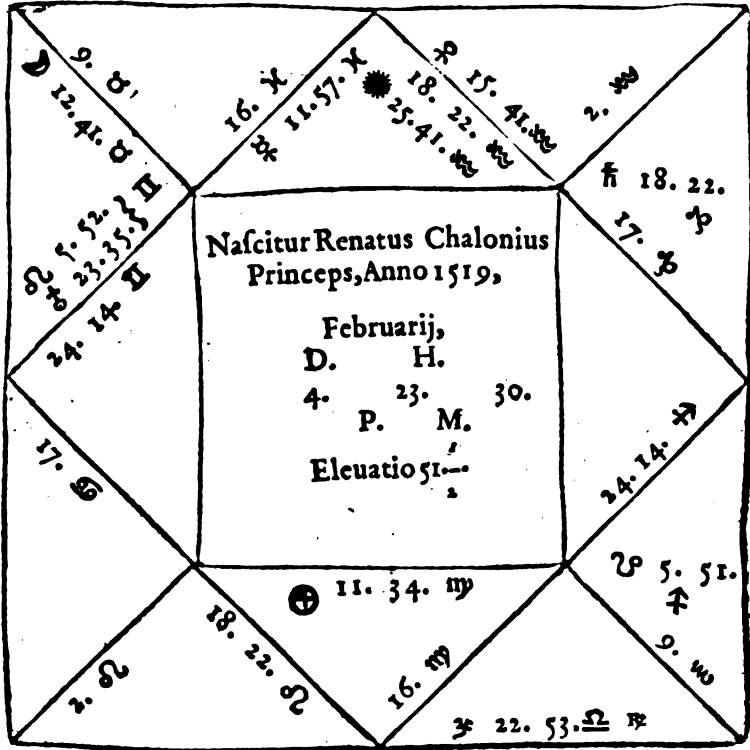 ☽ 12. 41. ♉
9. ♉
16. ♓
☿ 11. 57. ♓
☉ 25. 41. ♒
18. 22. ♒
♀ 15. 41. ♒
2. ♒
♄ 18. 22. ♑
17. ♑
☊ 5. 52. } ♊
♂ 23. 35. }
24. 14. ♊
Naſcitur Renatus Chalonius
Princeps, Anno 1519,
Februarij,
D. H.
4. 23. 30.
P. M.
Eleuatio 51. 1/2
17. ♋
24. 14. ♐
⊕ 11. 34. ♍
☋ 5. 51.
♐
18. 22. ♌
2. ♌
16. ♍
9. ♏
♃ 22. 53. ♎ ℞